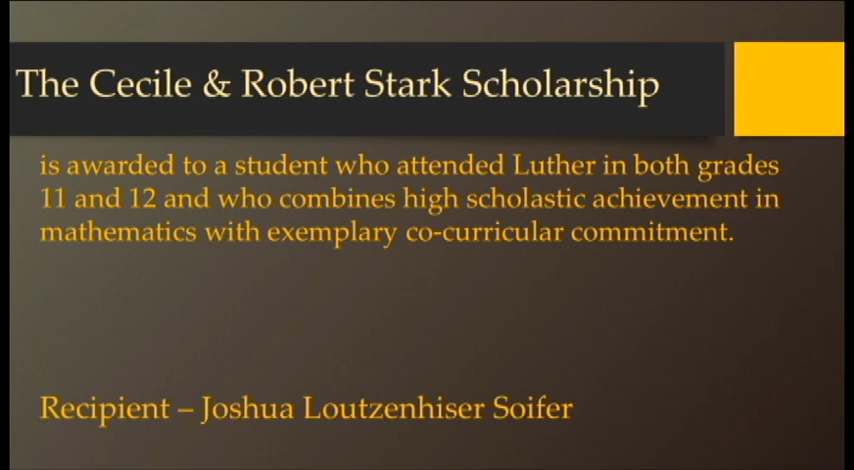 The Cecile & Robert Stark Scholarship
is awarded to a student who attended Luther in both grades
11 and 12 and who combines high scholastic achievement in
mathematics with exemplary co-curricular commitment.
Recipient – Joshua Loutzenhiser Soifer